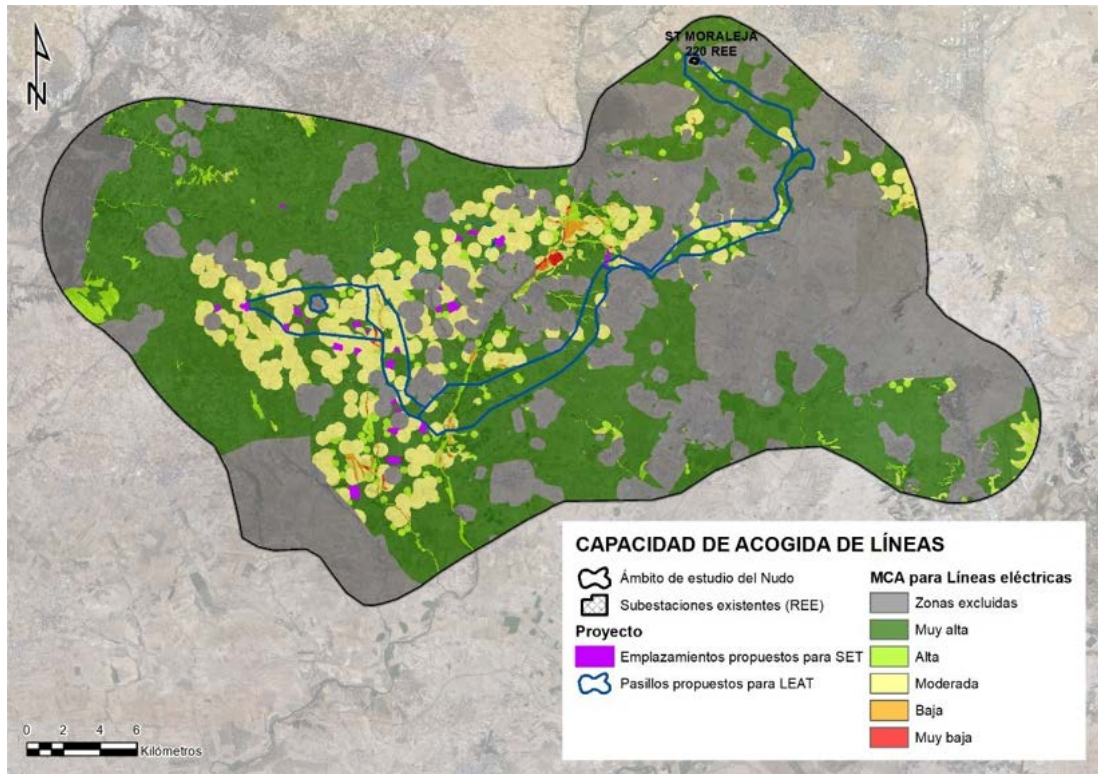 ST MORALEJA
220 REE
N
CAPACIDAD DE ACOGIDA DE LÍNEAS
Ámbito de estudio del Nudo
Subestaciones existentes (REE)
Proyecto
Emplazamientos propuestos para SET
Pasillos propuestos para LEAT
MCA para Líneas eléctricas
Zonas excluidas
Muy alta
Alta
Moderada
Baja
Muy baja
0 2 4 6
Kilómetros